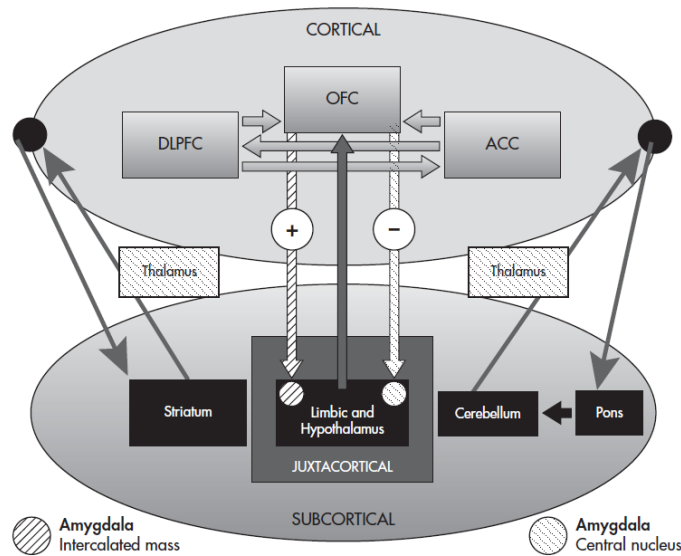 CORTICAL
OFC
DLPFC
ACC
+
−
Thalamus
Thalamus
Striatum
Limbic and
Hypothalamus
Cerebellum
Pons
JUXTACORTICAL
SUBCORTICAL
Amygdala
Intercalated mass
Amygdala
Central nucleus